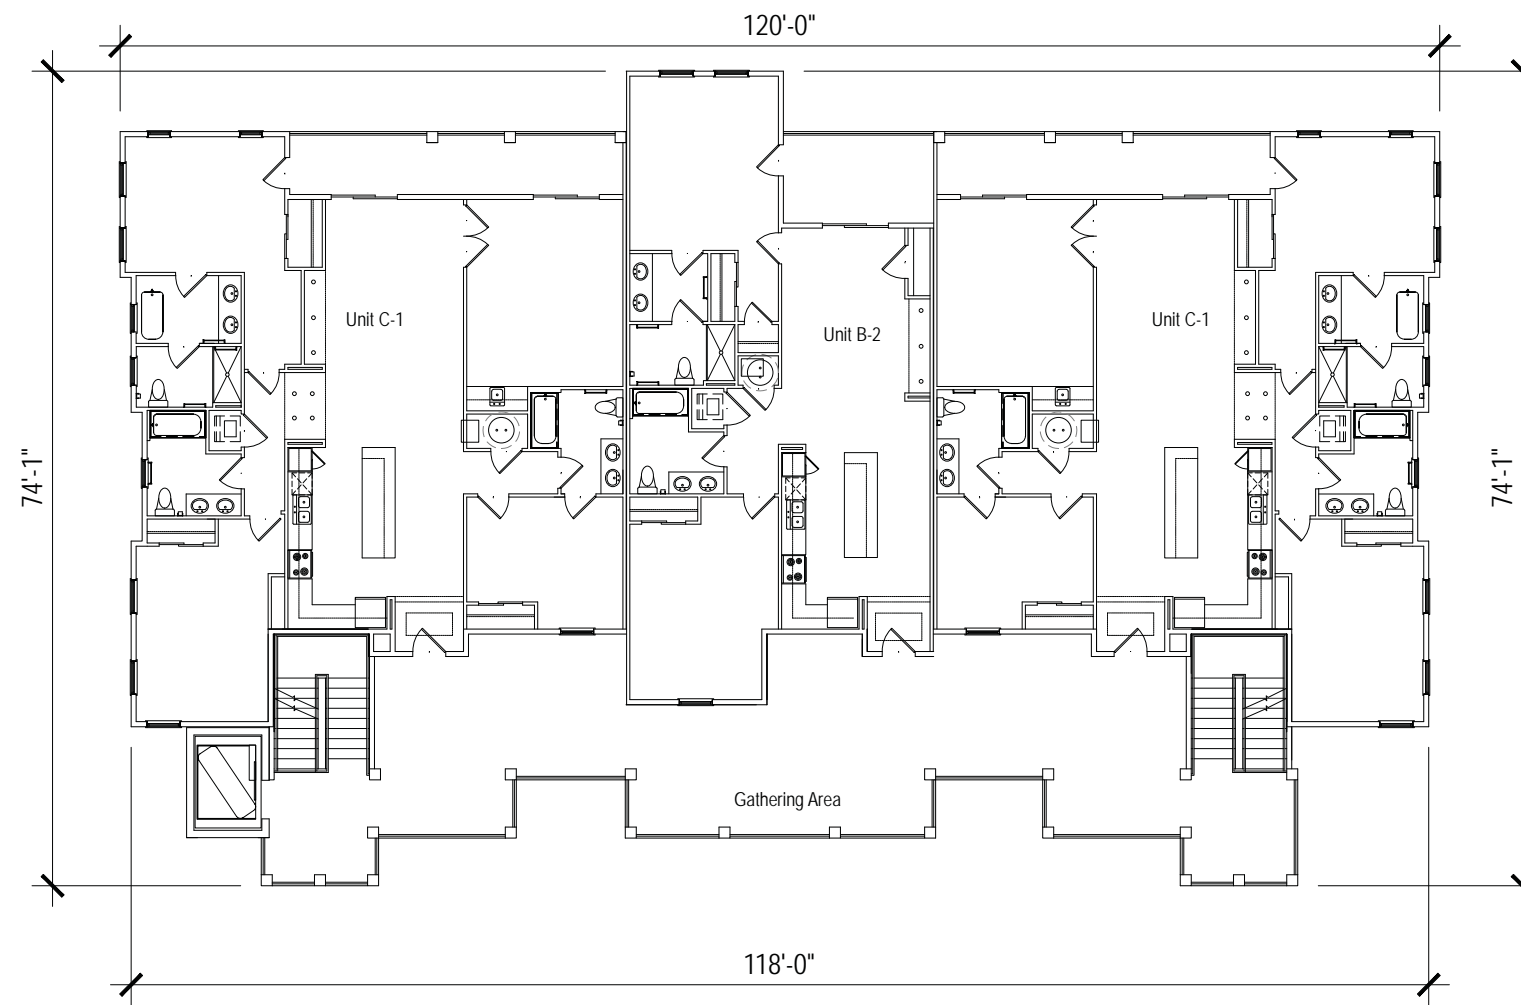 120'-0"
Unit C-1
Unit B-2
Unit C-1
74'-1"
74'-1"
Gathering Area
118'-0"